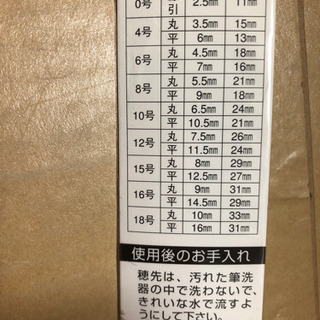 0号 引 2.5㎜ 11㎜
4号 丸 3.5㎜ 15㎜
平 6㎜ 13㎜
6号 丸 4.5㎜ 18㎜
平 7㎜ 16㎜
8号 丸 5.5㎜ 21㎜
平 9㎜ 18㎜
10号 丸 6.5㎜ 24㎜
平 10.5㎜ 21㎜
12号 丸 7.5㎜ 26㎜
平 11.5㎜ 24㎜
15号 丸 8㎜ 29㎜
平 12.5㎜ 27㎜
16号 丸 9㎜ 31㎜
平 14.5㎜ 29㎜
18号 丸 10㎜ 33㎜
平 16㎜ 31㎜
使用後のお手入れ
穂先は、汚れた筆洗
器の中で洗わないで、
きれいな水で流すよ
うにして下さい。